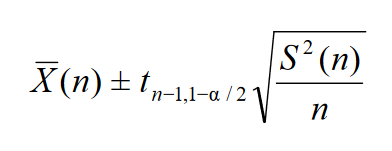 X̅(n) ± t_{n−1,1−α / 2} √(S²(n) / n)